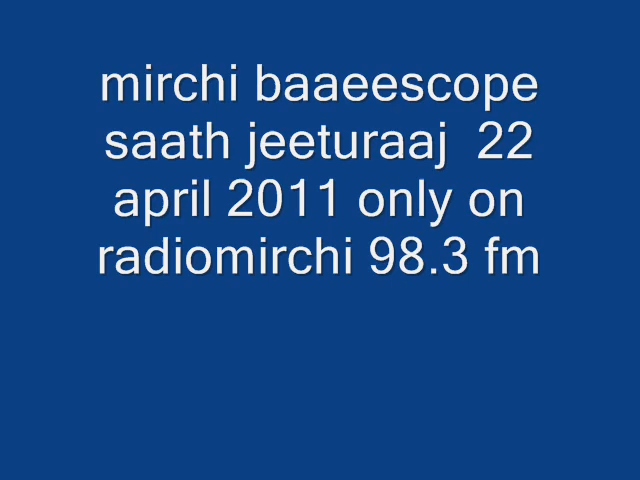 mirchi baaeescope
saath jeeturaaj  22
april 2011 only on
radiomirchi 98.3 fm